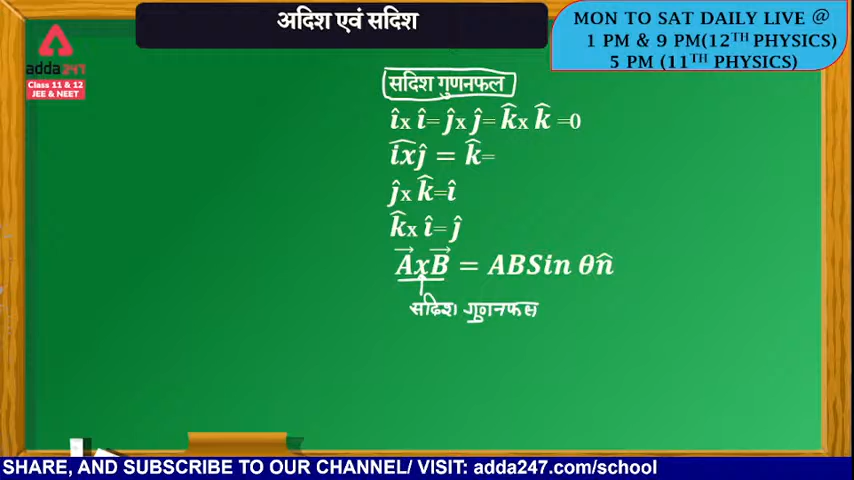 अदिश एवं सदिश
MON TO SAT DAILY LIVE @
1 PM & 9 PM(12TH PHYSICS)
5 PM (11TH PHYSICS)
adda247
Class 11 & 12
JEE & NEET
सदिश गुणनफल
î x î = ĵ x ĵ = k̂ x k̂ =0
i͡xĵ = k̂=
ĵ x k̂=î
k̂ x î= ĵ
A⃗xB⃗ = ABSin θn̂
सदिश गुणनफल
SHARE, AND SUBSCRIBE TO OUR CHANNEL/ VISIT: adda247.com/school